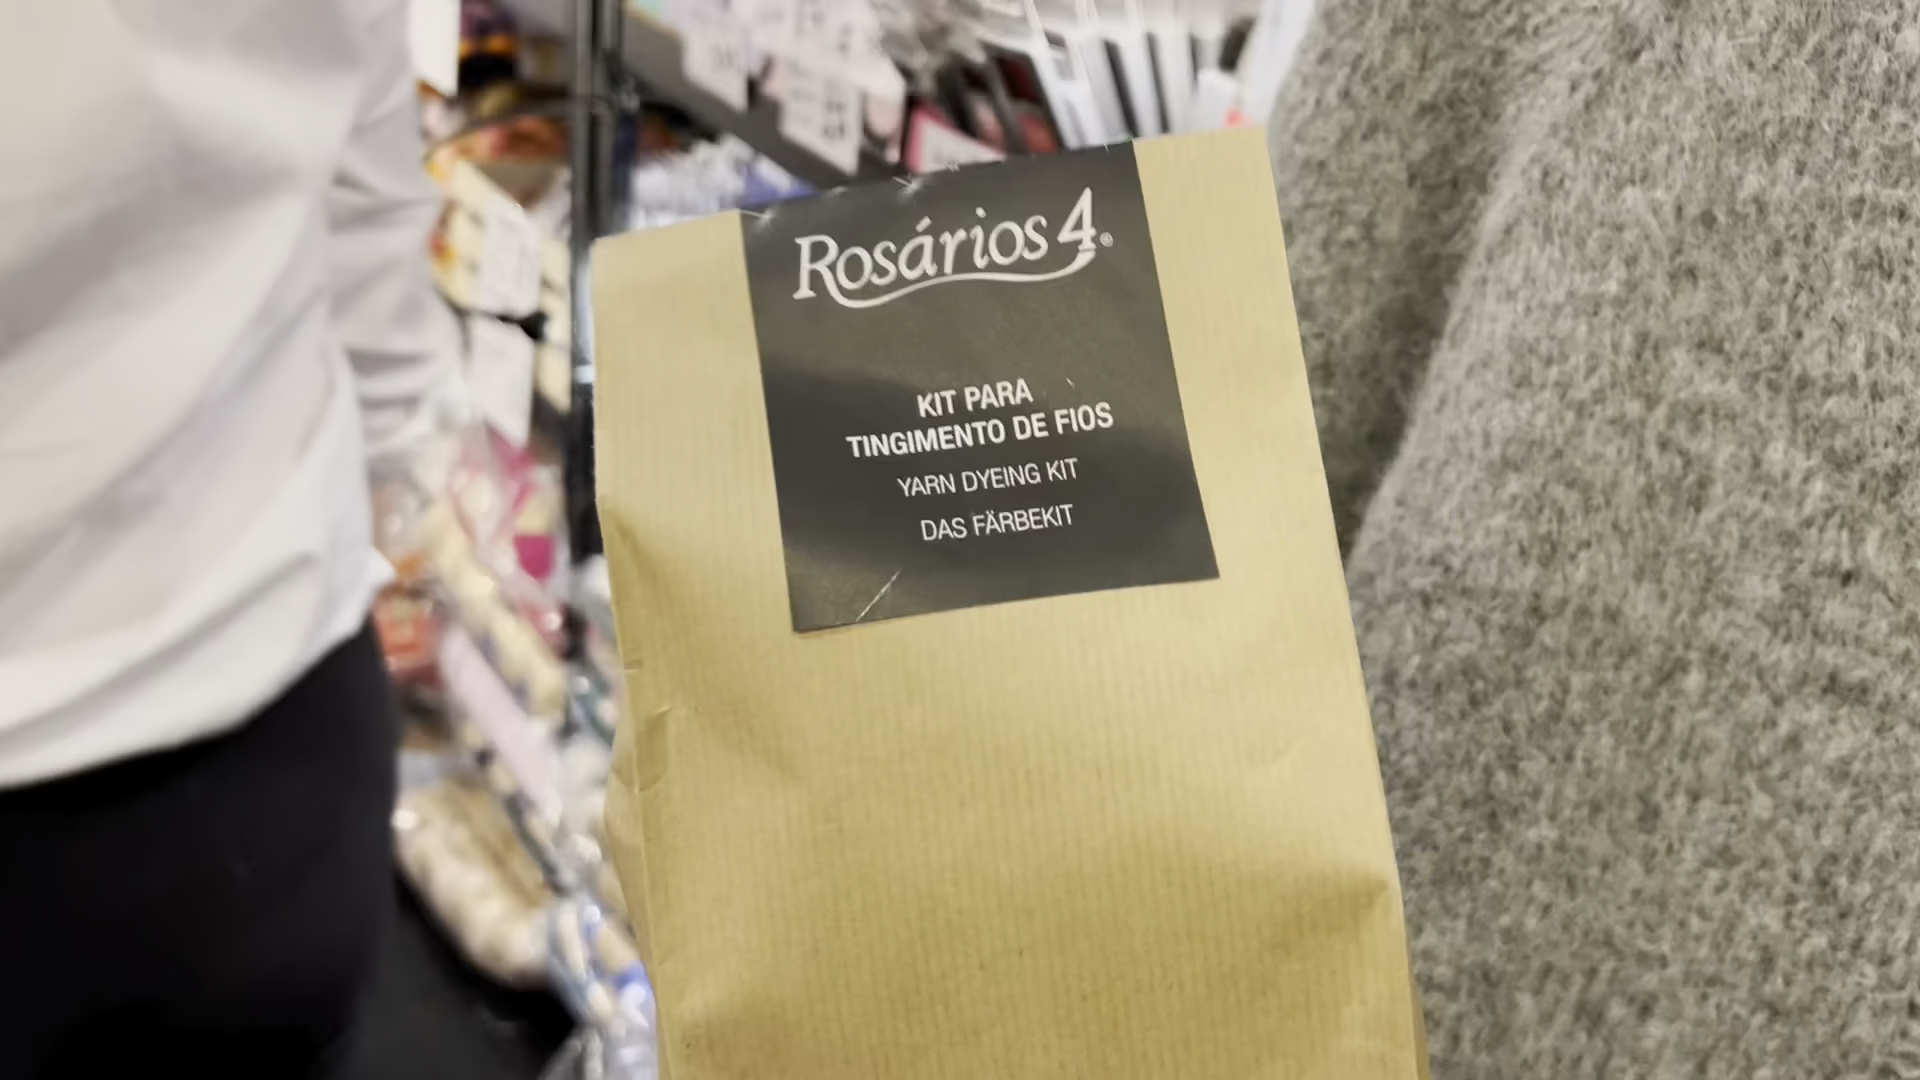 Rosários 4®
KIT PARA
TINGIMENTO DE FIOS
YARN DYEING KIT
DAS FÄRBEKIT